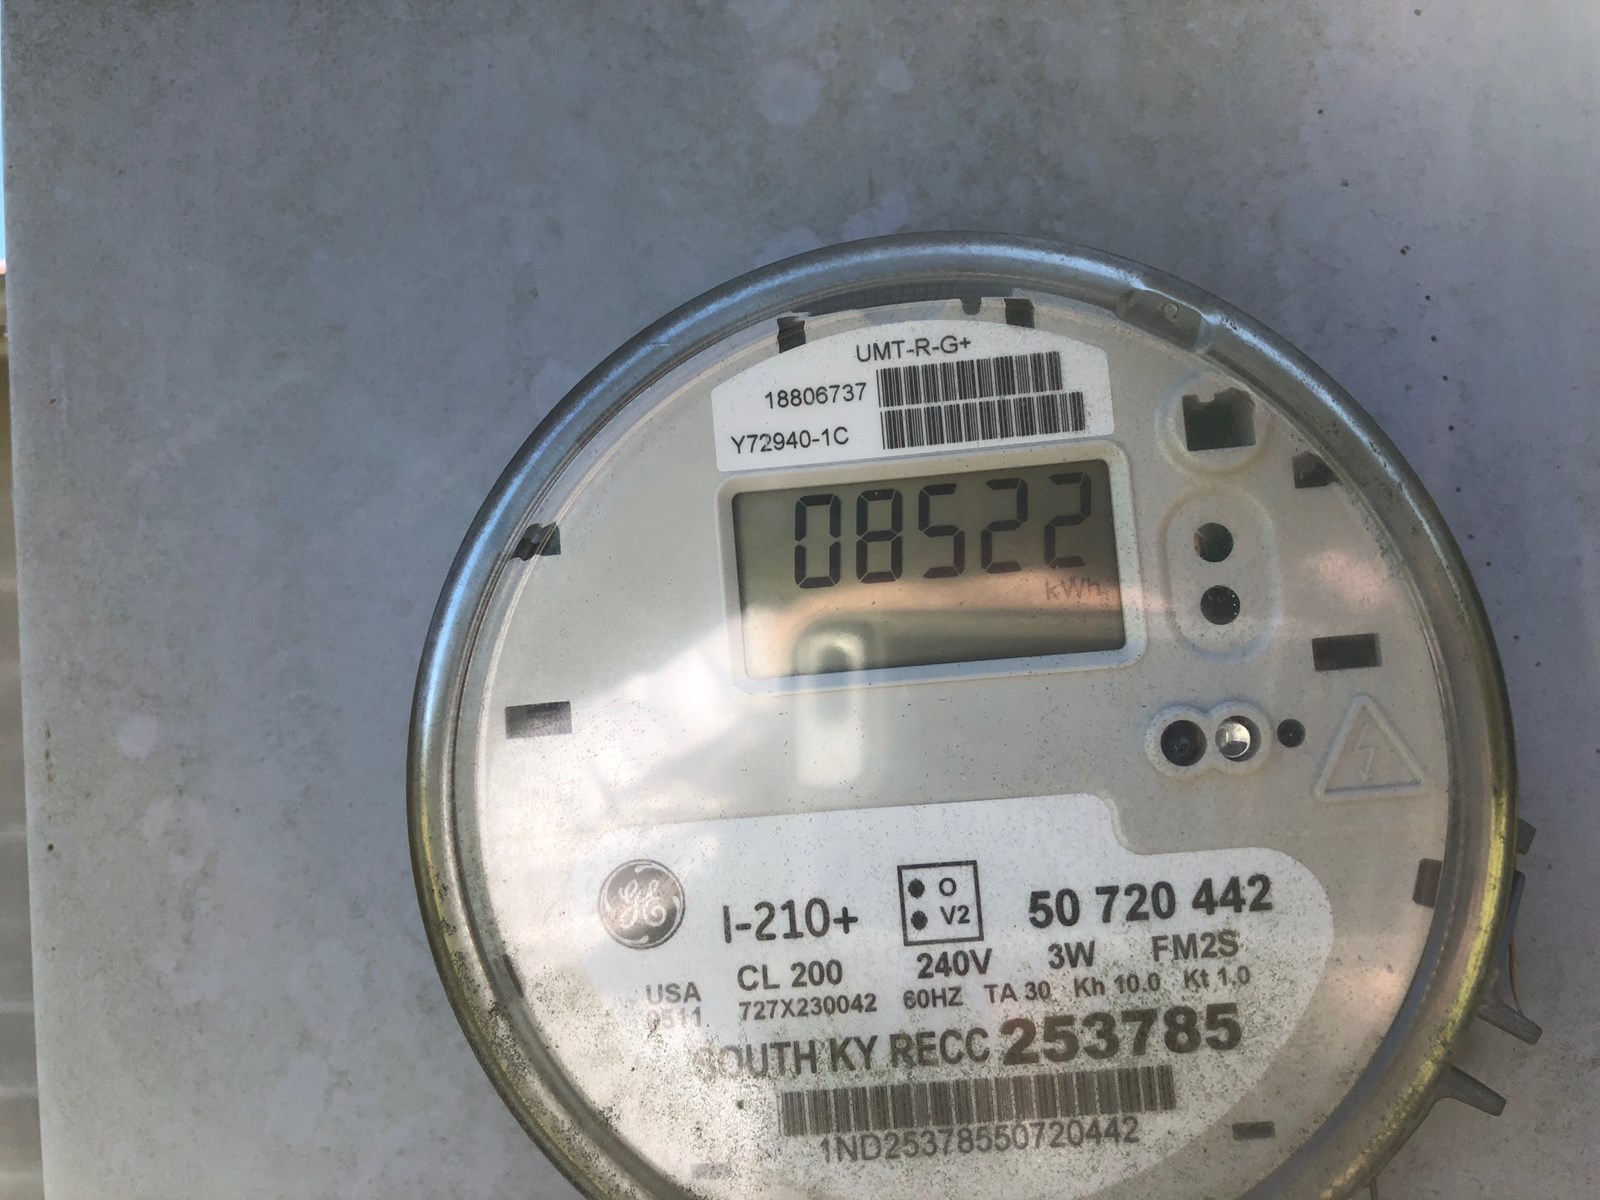 UMT-R-G+
18806737
Y72940-1C
08522
kWh
GE
I-210+
O
V2
50 720 442
CL 200
240V
3W
FM2S
USA
727X230042
60HZ
TA 30
Kh 10.0
Kt 1.0
SOUTH KY RECC 253785
1ND25378550720442